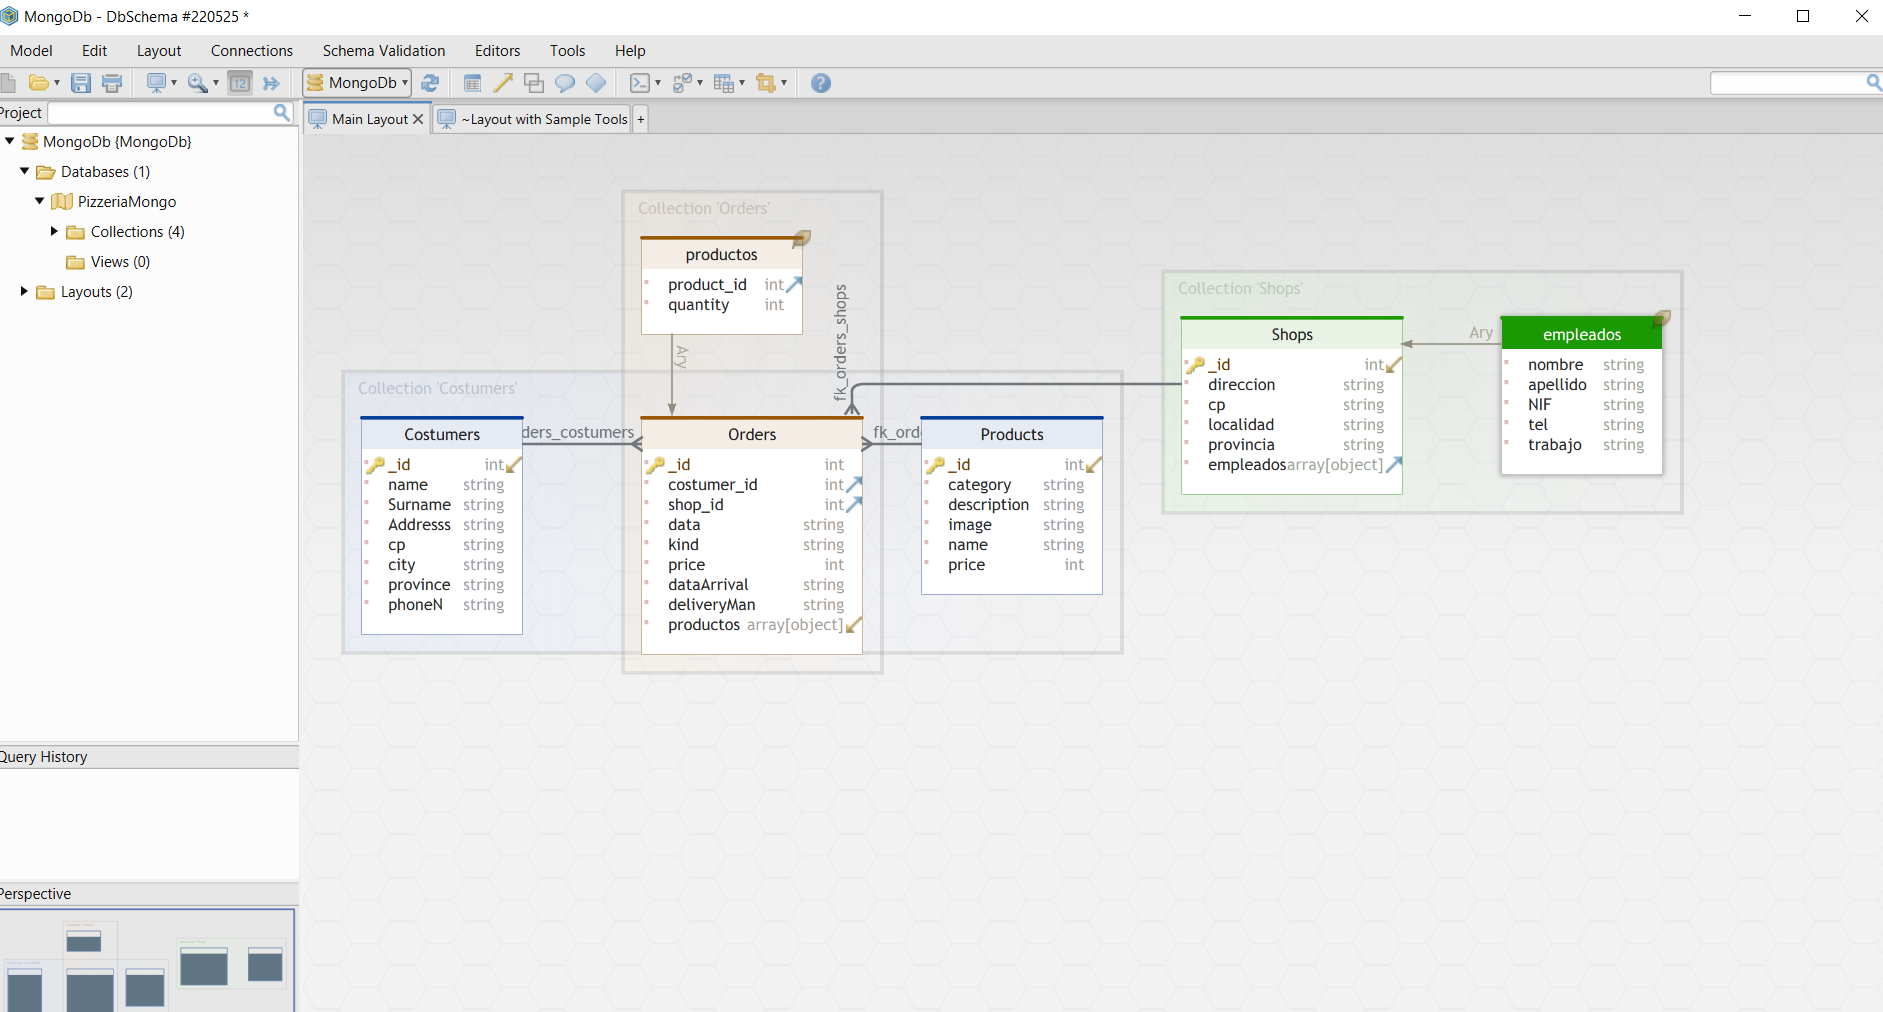 MongoDb - DbSchema #220525 *
Model Edit Layout Connections Schema Validation Editors Tools Help
12 MongoDb
Project
Main Layout ~Layout with Sample Tools +
MongoDb {MongoDb}
Databases (1)
PizzeriaMongo
Collections (4)
Views (0)
Layouts (2)
Query History
Perspective
Collection 'Orders'
productos
product_id int
quantity int
Ary
fk_orders_shops
Collection 'Costumers'
Costumers
_id int
name string
Surname string
Addresss string
cp string
city string
province string
phoneN string
ders_costumers
Orders
_id int
costumer_id int
shop_id int
data string
kind string
price int
dataArrival string
deliveryMan string
productos array[object]
fk_orde
Products
_id int
category string
description string
image string
name string
price int
Collection 'Shops'
Shops
_id int
direccion string
cp string
localidad string
provincia string
empleados array[object]
Ary
empleados
nombre string
apellido string
NIF string
tel string
trabajo string